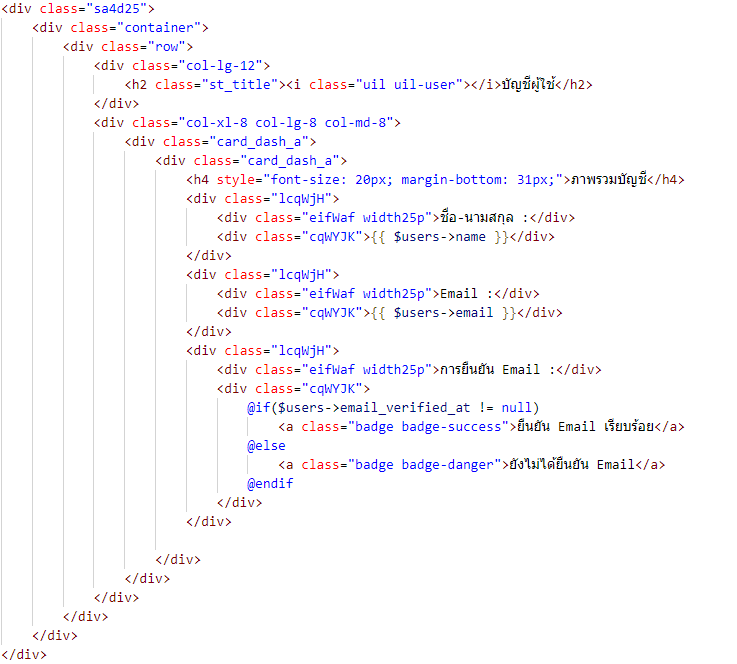 <div class="sa4d25">
<div class="container">
<div class="row">
<div class="col-lg-12">
<h2 class="st_title"><i class="uil uil-user"></i>บัญชีผู้ใช้</h2>
</div>
<div class="col-xl-8 col-lg-8 col-md-8">
<div class="card_dash_a">
<div class="card_dash_a">
<h4 style="font-size: 20px; margin-bottom: 31px;">ภาพรวมบัญชี</h4>
<div class="lcqWjH">
<div class="eifWaf width25p">ชื่อ-นามสกุล :</div>
<div class="cqWYJK">{{ $users->name }}</div>
</div>
<div class="lcqWjH">
<div class="eifWaf width25p">Email :</div>
<div class="cqWYJK">{{ $users->email }}</div>
</div>
<div class="lcqWjH">
<div class="eifWaf width25p">การยืนยัน Email :</div>
<div class="cqWYJK">
@if($users->email_verified_at != null)
<a class="badge badge-success">ยืนยัน Email เรียบร้อย</a>
@else
<a class="badge badge-danger">ยังไม่ได้ยืนยัน Email</a>
@endif
</div>
</div>
</div>
</div>
</div>
</div>
</div>
</div>